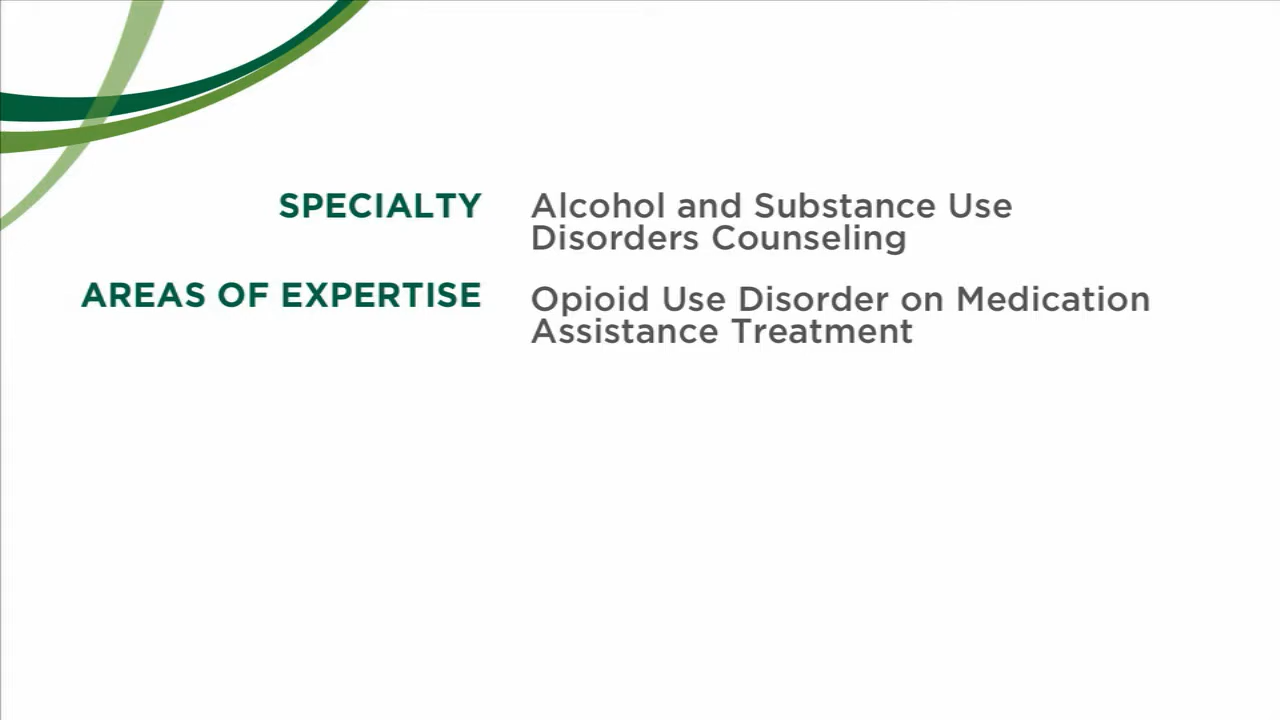 SPECIALTY
Alcohol and Substance Use
Disorders Counseling
AREAS OF EXPERTISE
Opioid Use Disorder on Medication
Assistance Treatment